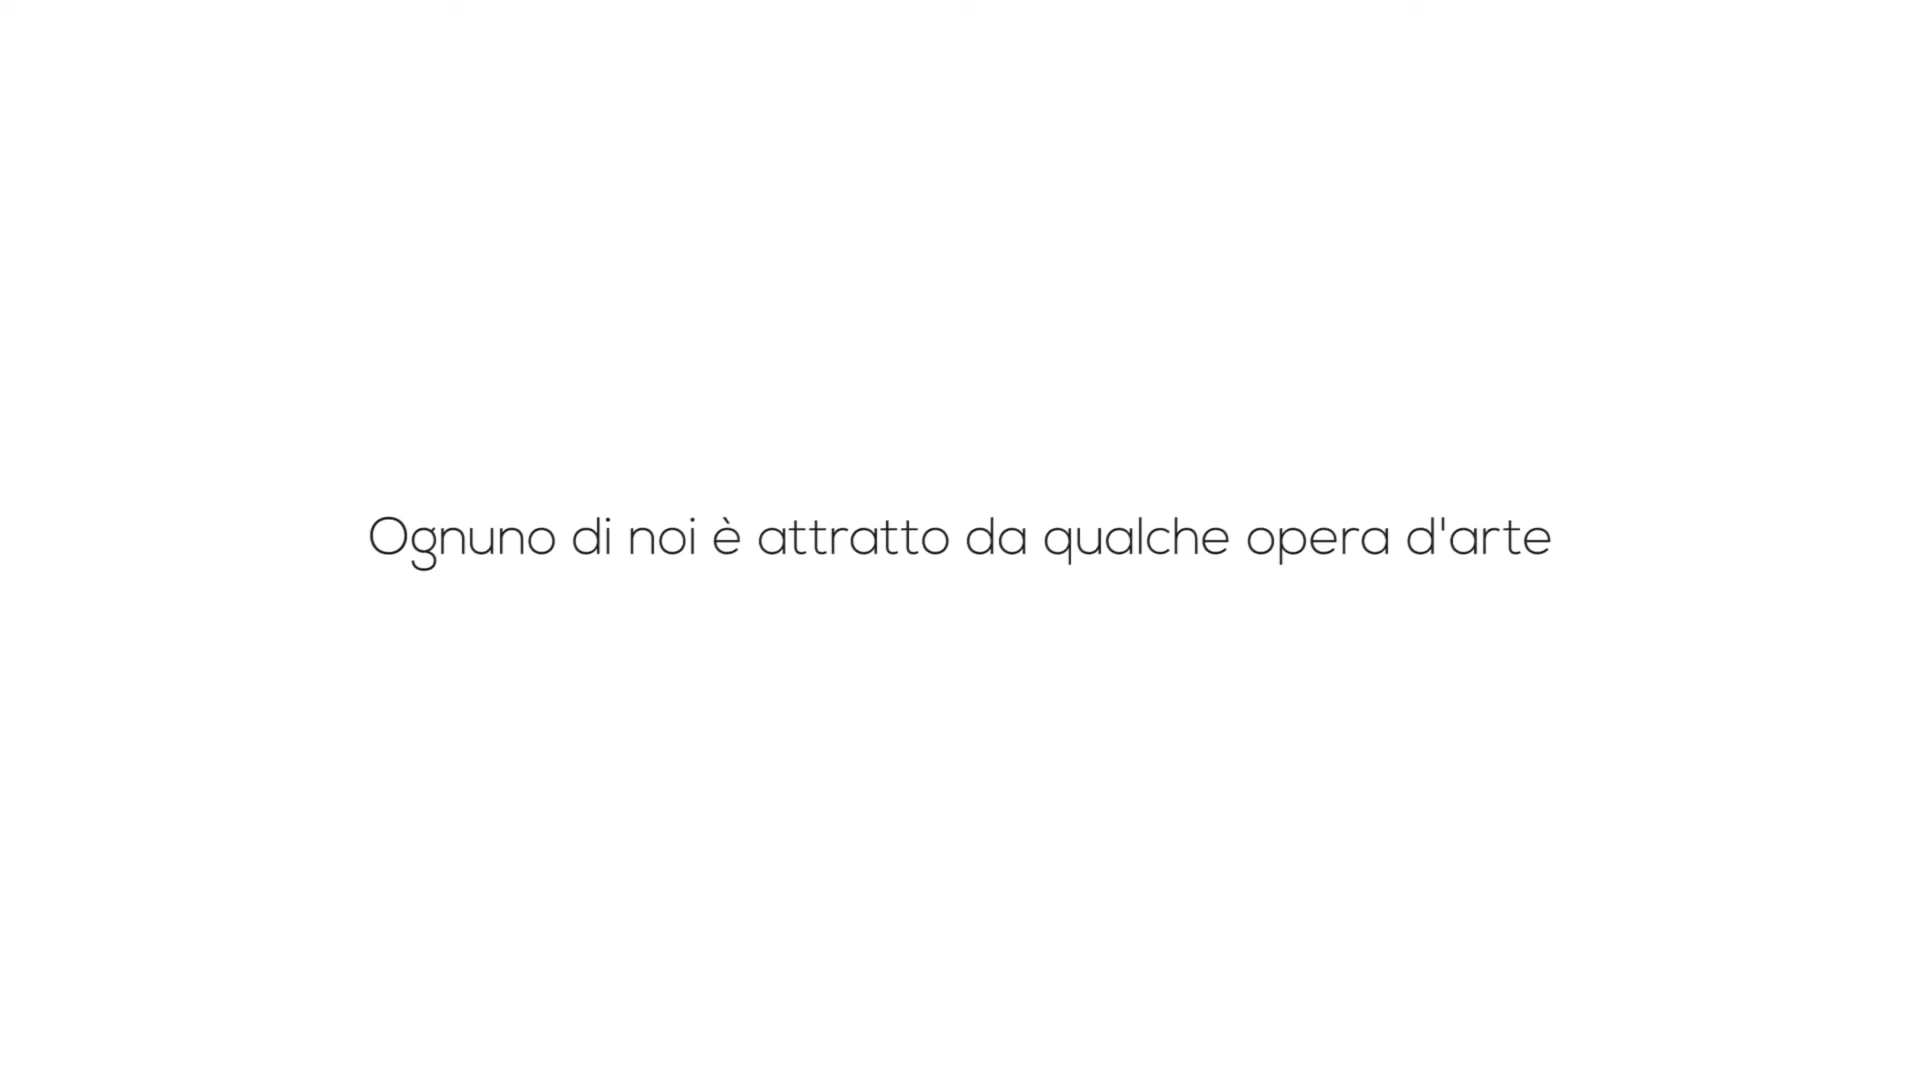 Ognuno di noi è attratto da qualche opera d'arte